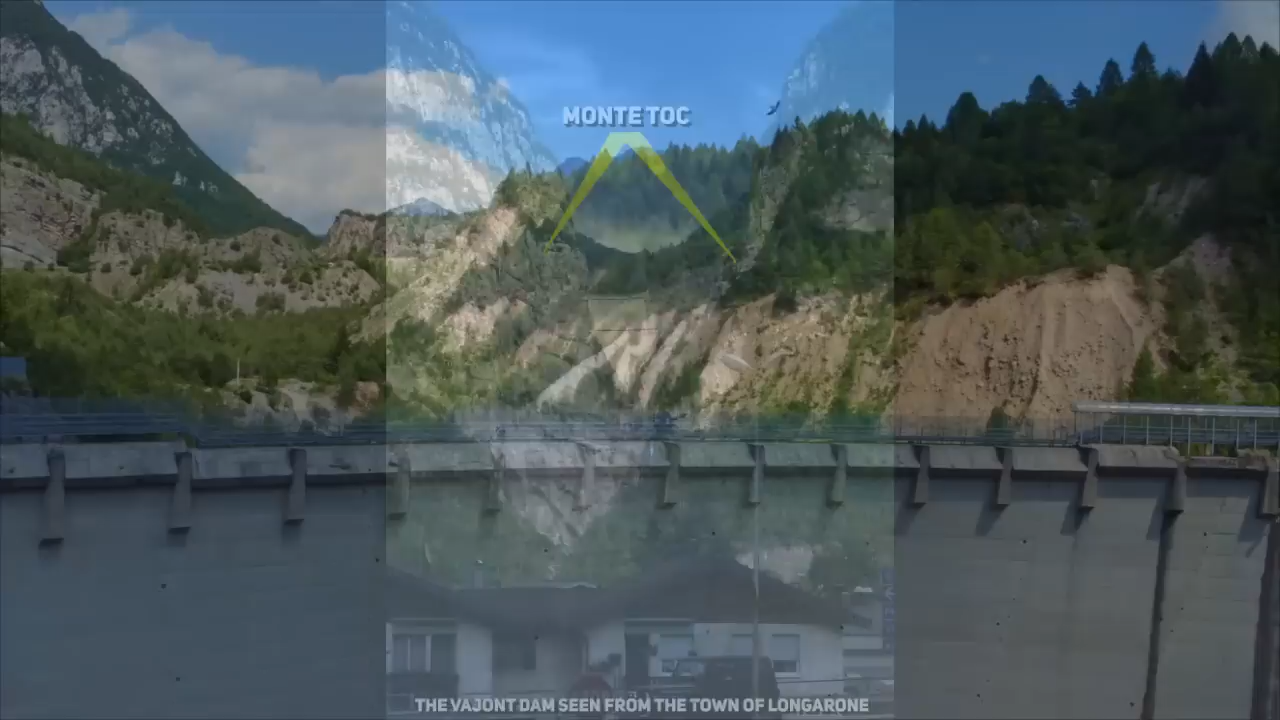 MONTE TOC
THE VAJONT DAM SEEN FROM THE TOWN OF LONGARONE